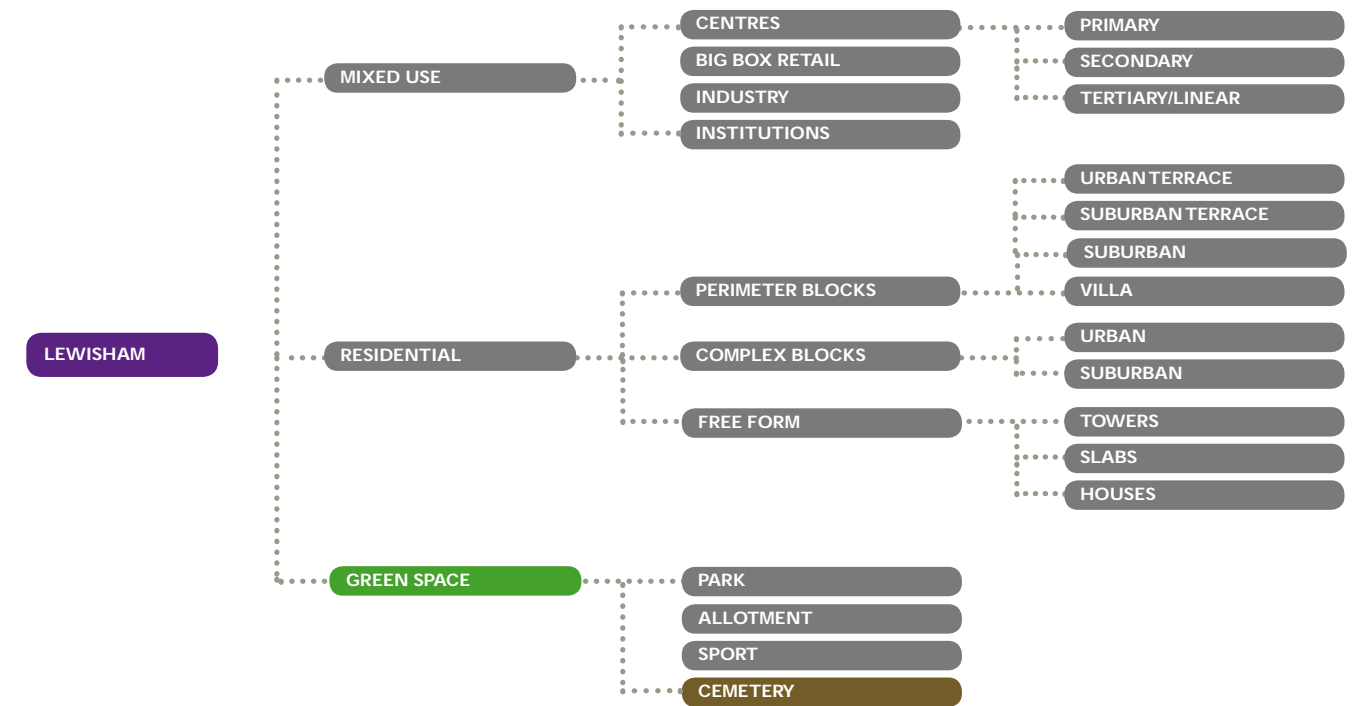 LEWISHAM
MIXED USE
CENTRES
PRIMARY
SECONDARY
TERTIARY/LINEAR
BIG BOX RETAIL
INDUSTRY
INSTITUTIONS
RESIDENTIAL
PERIMETER BLOCKS
URBAN TERRACE
SUBURBAN TERRACE
SUBURBAN
VILLA
COMPLEX BLOCKS
URBAN
SUBURBAN
FREE FORM
TOWERS
SLABS
HOUSES
GREEN SPACE
PARK
ALLOTMENT
SPORT
CEMETERY